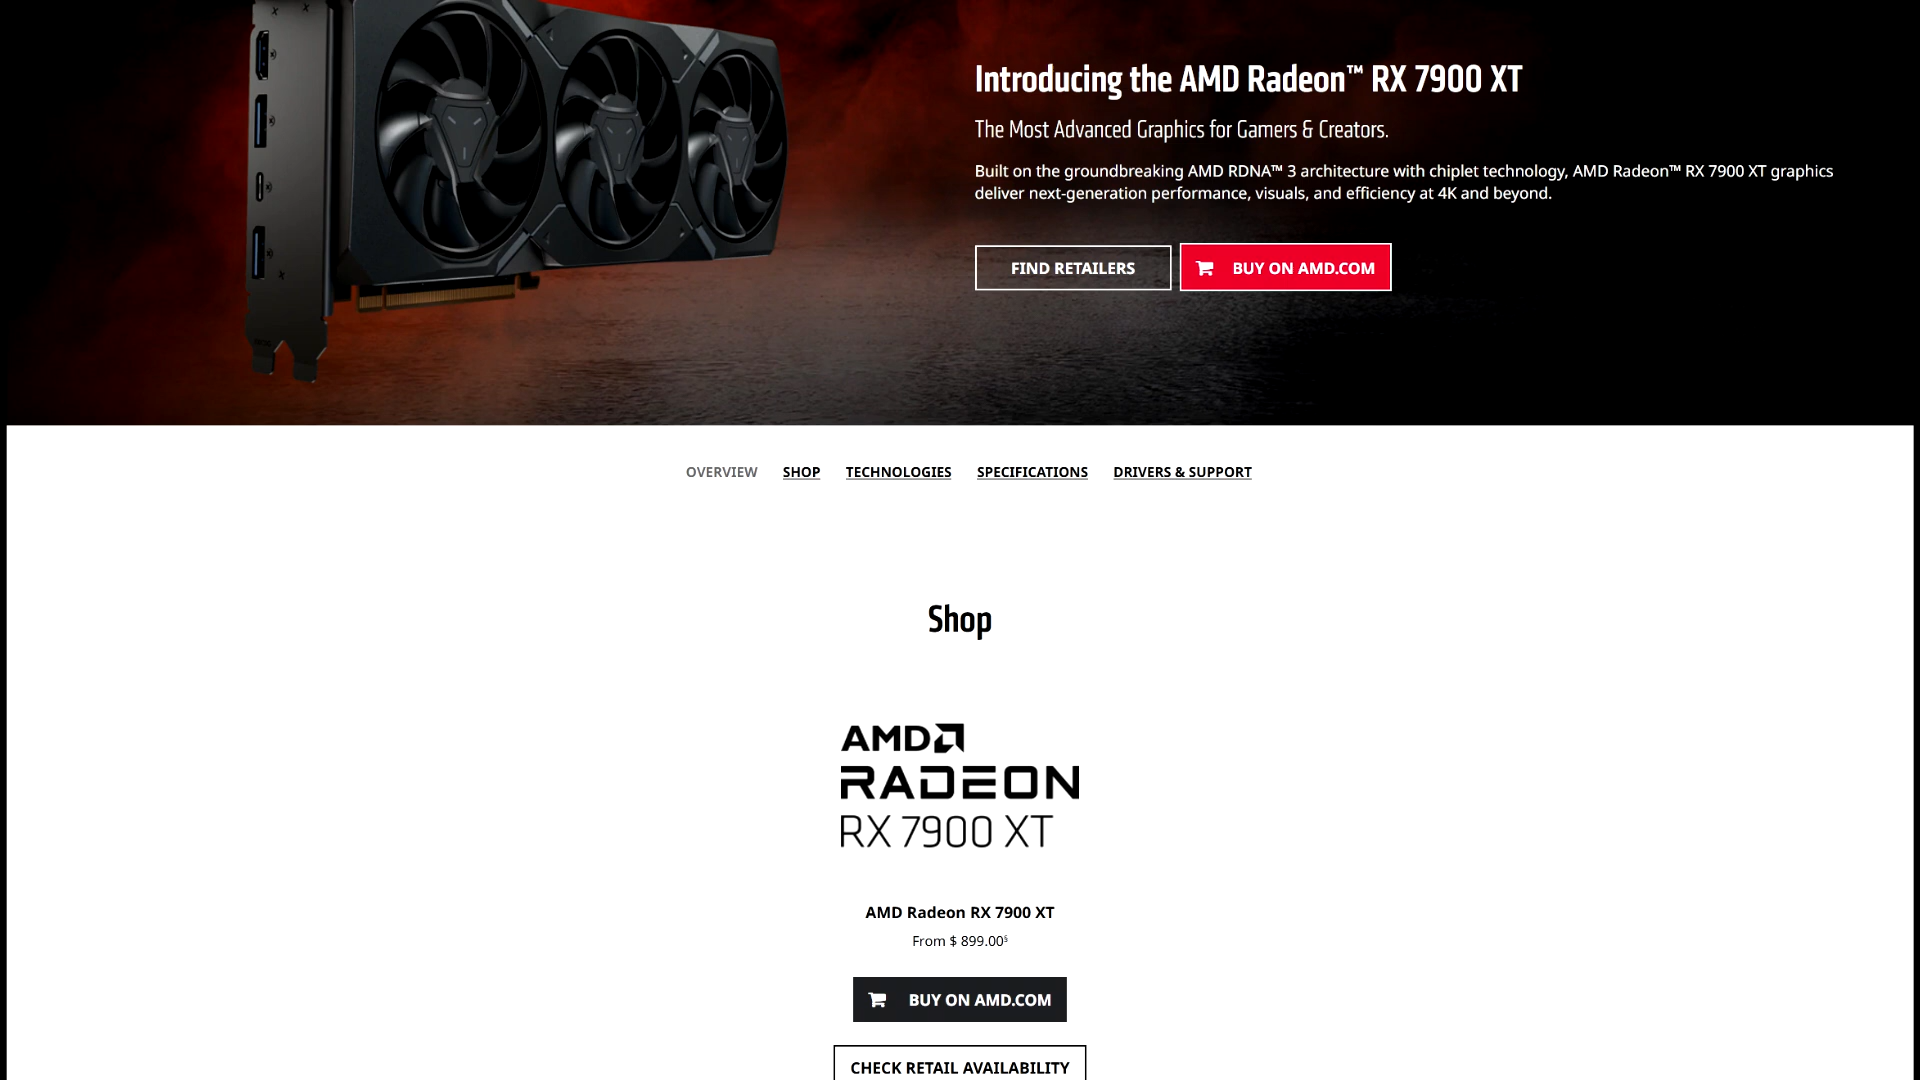 Introducing the AMD Radeon™ RX 7900 XT
The Most Advanced Graphics for Gamers & Creators.
Built on the groundbreaking AMD RDNA™ 3 architecture with chiplet technology, AMD Radeon™ RX 7900 XT graphics
deliver next-generation performance, visuals, and efficiency at 4K and beyond.
FIND RETAILERS
BUY ON AMD.COM
OVERVIEW SHOP TECHNOLOGIES SPECIFICATIONS DRIVERS & SUPPORT
Shop
AMD
RADEON
RX 7900 XT
AMD Radeon RX 7900 XT
From $ 899.00§
BUY ON AMD.COM
CHECK RETAIL AVAILABILITY